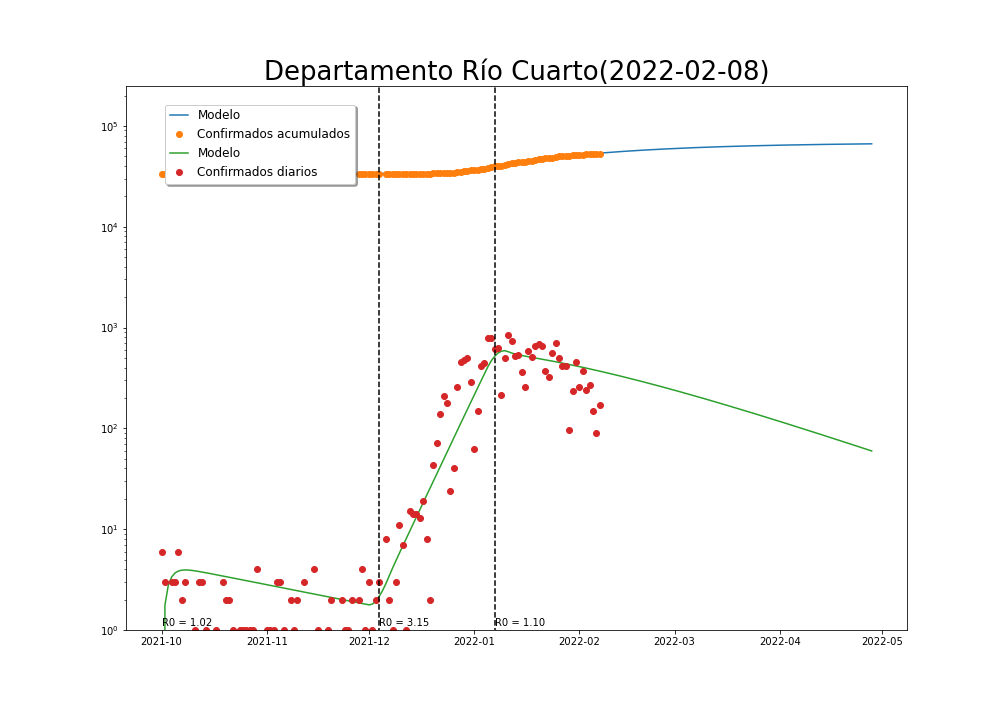 Departamento Río Cuarto(2022-02-08)
Modelo
Confirmados acumulados
Modelo
Confirmados diarios
10⁵
10⁴
10³
10²
10¹
10⁰
R0 = 1.02 R0 = 3.15 R0 = 1.10
2021-10 2021-11 2021-12 2022-01 2022-02 2022-03 2022-04 2022-05